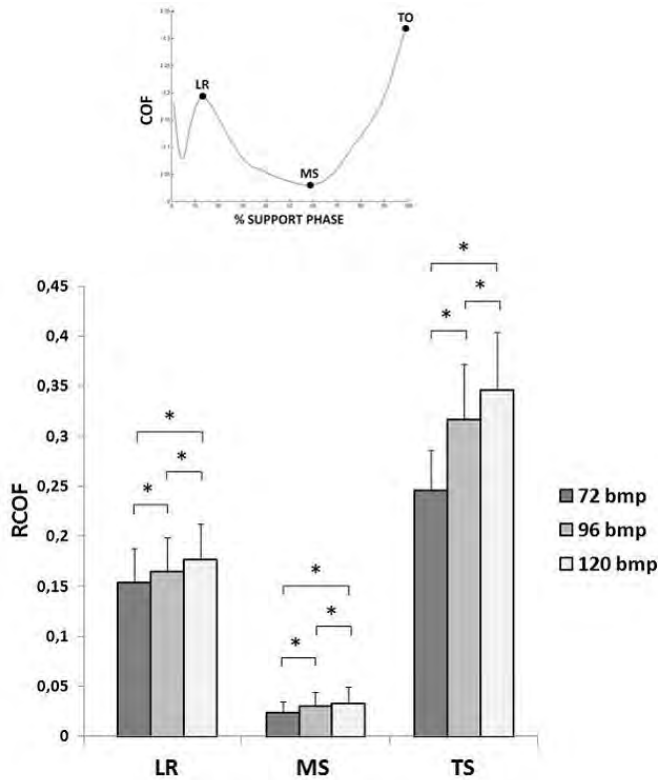 TO
LR
COF
MS
% SUPPORT PHASE
* 
* *
0,45
0,4
0,35
0,3
0,25
0,2
0,15
0,1
0,05
0
RCOF
*
* *
*
* *
72 bmp
96 bmp
120 bmp
LR MS TS